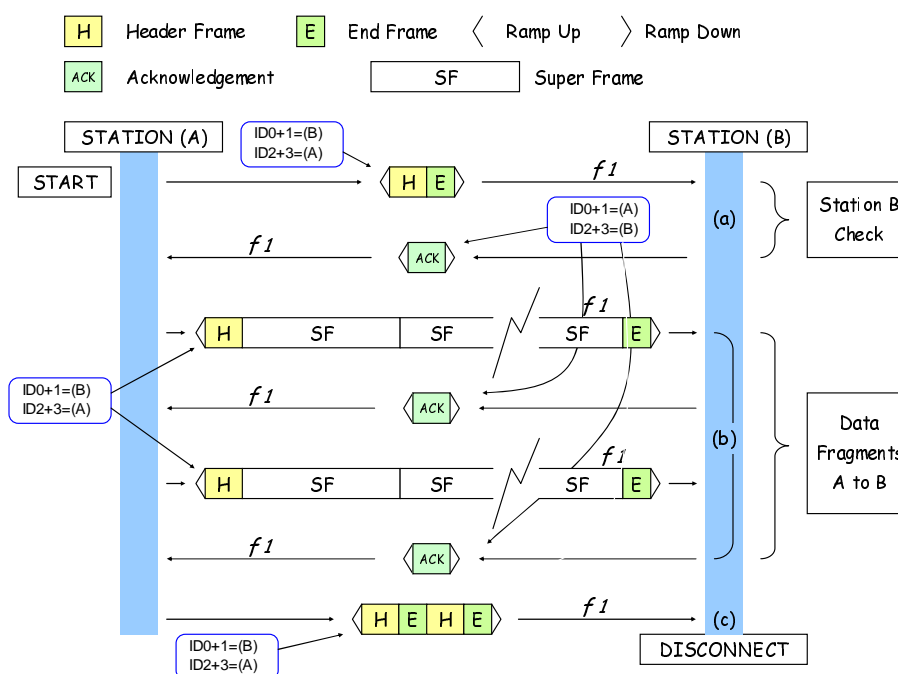 H Header Frame E End Frame Ramp Up Ramp Down
ACK Acknowledgement SF Super Frame
STATION (A)
ID0+1=(B)
ID2+3=(A)
STATION (B)
START
H E
f1
(a)
Station B
Check
ID0+1=(A)
ID2+3=(B)
f1
ACK
f1
H SF SF SF E
ID0+1=(B)
ID2+3=(A)
f1
ACK
(b)
Data
Fragments
A to B
f1
H SF SF SF E
f1
ACK
H E H E
f1
(c)
ID0+1=(B)
ID2+3=(A)
DISCONNECT